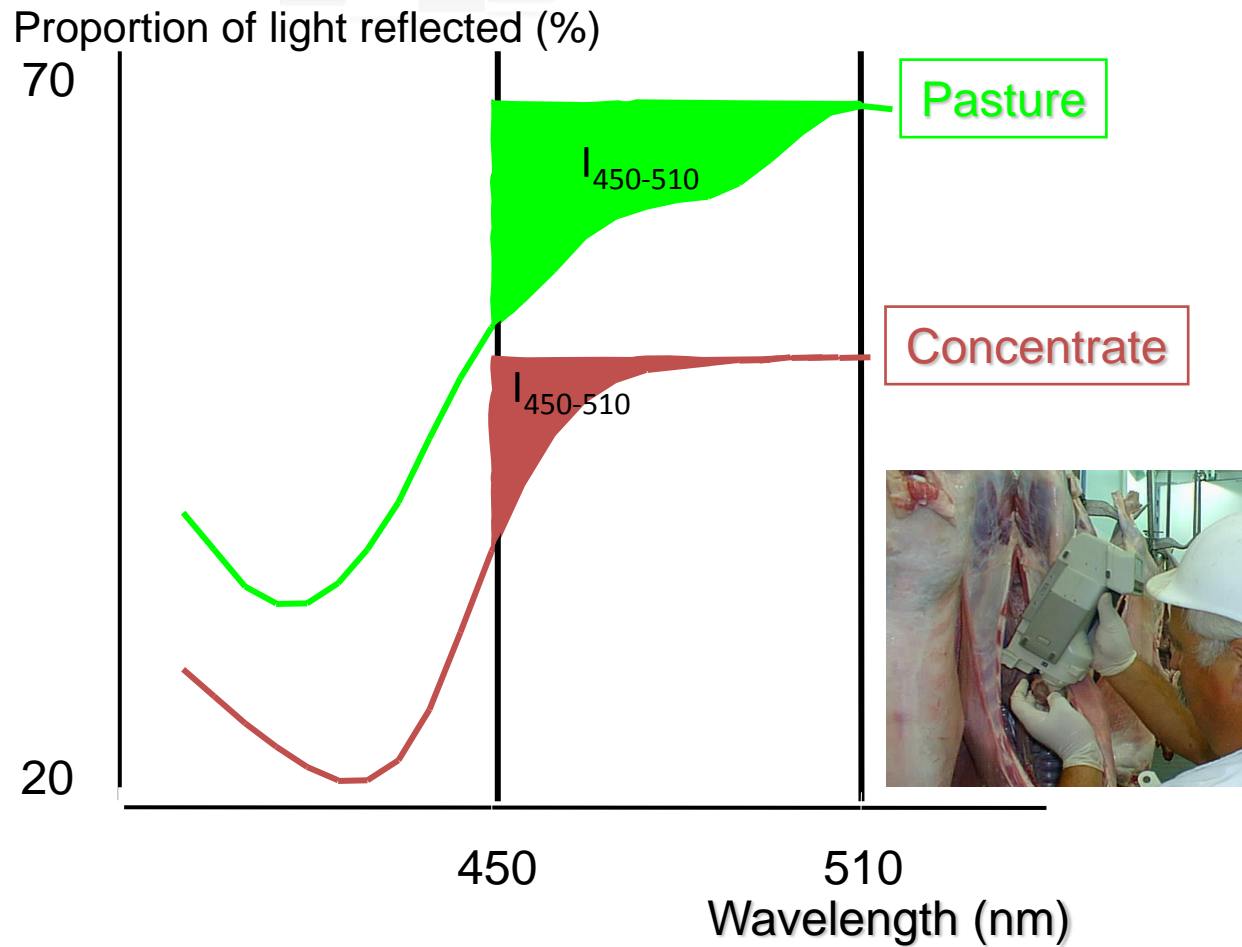 Proportion of light reflected (%)
70
Pasture
I450-510
Concentrate
I450-510
20
450
510
Wavelength (nm)